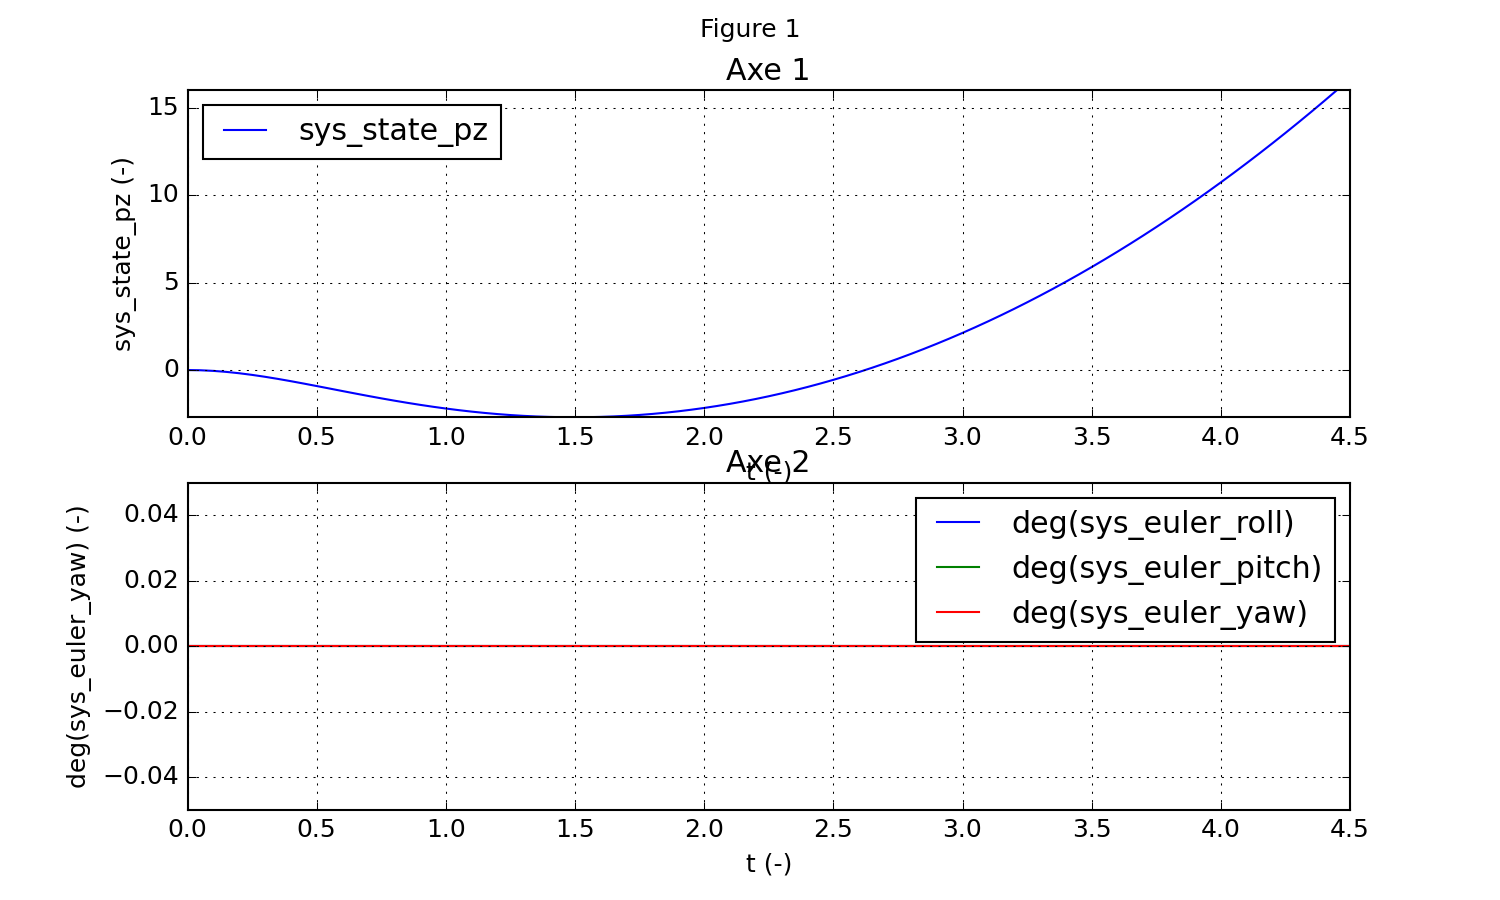 Figure 1
Axe 1
sys_state_pz (-)
15
10
5
0
sys_state_pz
0.0 0.5 1.0 1.5 2.0 2.5 3.0 3.5 4.0 4.5
t (-)
Axe 2
deg(sys_euler_yaw) (-)
0.04
0.02
0.00
−0.02
−0.04
deg(sys_euler_roll)
deg(sys_euler_pitch)
deg(sys_euler_yaw)
0.0 0.5 1.0 1.5 2.0 2.5 3.0 3.5 4.0 4.5
t (-)